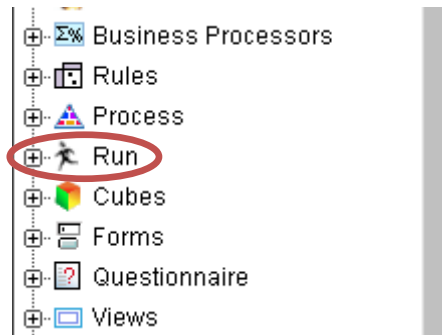 Business Processors
Rules
Process
Run
Cubes
Forms
Questionnaire
Views